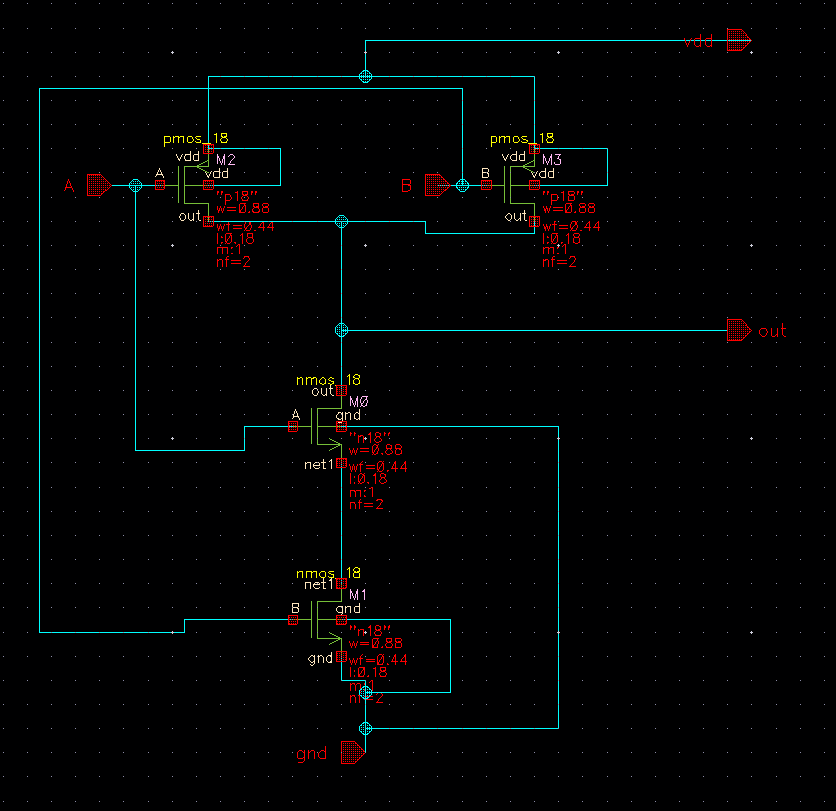 vdd
pmos_18
vdd
M2
A
A
vdd
"p18"
w=0.88
out
wf=0.44
l:0.18
m:1
nf=2
pmos_18
vdd
M3
B
B
vdd
"p18"
w=0.88
out
wf=0.44
l:0.18
m:1
nf=2
out
nmos_18
out
M0
A
gnd
"n18"
w=0.88
net1
wf=0.44
l:0.18
m:1
nf=2
nmos_18
net1
M1
B
gnd
"n18"
w=0.88
gnd
wf=0.44
l:0.18
m:1
nf=2
gnd